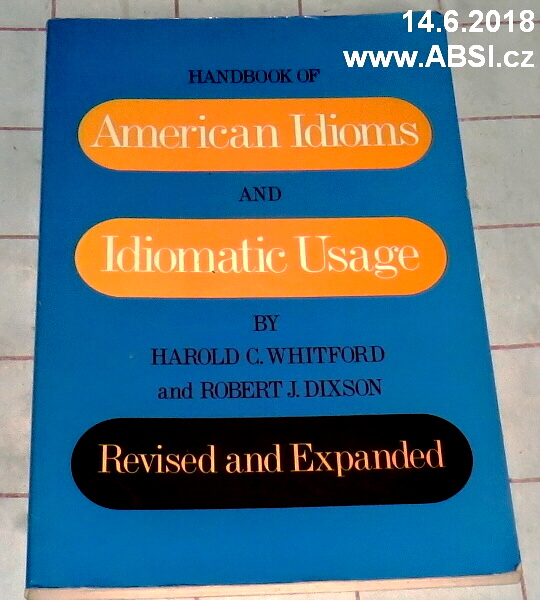 14.6.2018
www.ABSI.cz
HANDBOOK OF
American Idioms
AND
Idiomatic Usage
BY
HAROLD C. WHITFORD
and ROBERT J. DIXSON
Revised and Expanded